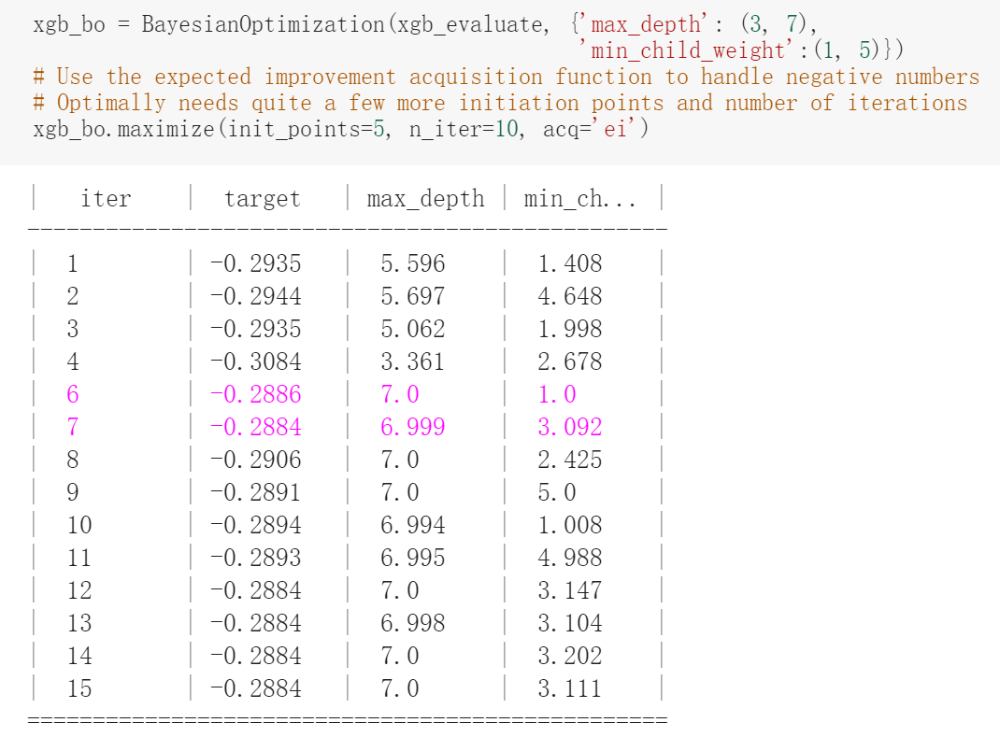 xgb_bo = BayesianOptimization(xgb_evaluate, {'max_depth': (3, 7),
'min_child_weight':(1, 5)})
# Use the expected improvement acquisition function to handle negative numbers
# Optimally needs quite a few more initiation points and number of iterations
xgb_bo.maximize(init_points=5, n_iter=10, acq='ei')
| iter | target | max_depth | min_ch... |
-------------------------------------------------
| 1 | -0.2935 | 5.596 | 1.408 |
| 2 | -0.2944 | 5.697 | 4.648 |
| 3 | -0.2935 | 5.062 | 1.998 |
| 4 | -0.3084 | 3.361 | 2.678 |
| 6 | -0.2886 | 7.0 | 1.0 |
| 7 | -0.2884 | 6.999 | 3.092 |
| 8 | -0.2906 | 7.0 | 2.425 |
| 9 | -0.2891 | 7.0 | 5.0 |
| 10 | -0.2894 | 6.994 | 1.008 |
| 11 | -0.2893 | 6.995 | 4.988 |
| 12 | -0.2884 | 7.0 | 3.147 |
| 13 | -0.2884 | 6.998 | 3.104 |
| 14 | -0.2884 | 7.0 | 3.202 |
| 15 | -0.2884 | 7.0 | 3.111 |
=================================================